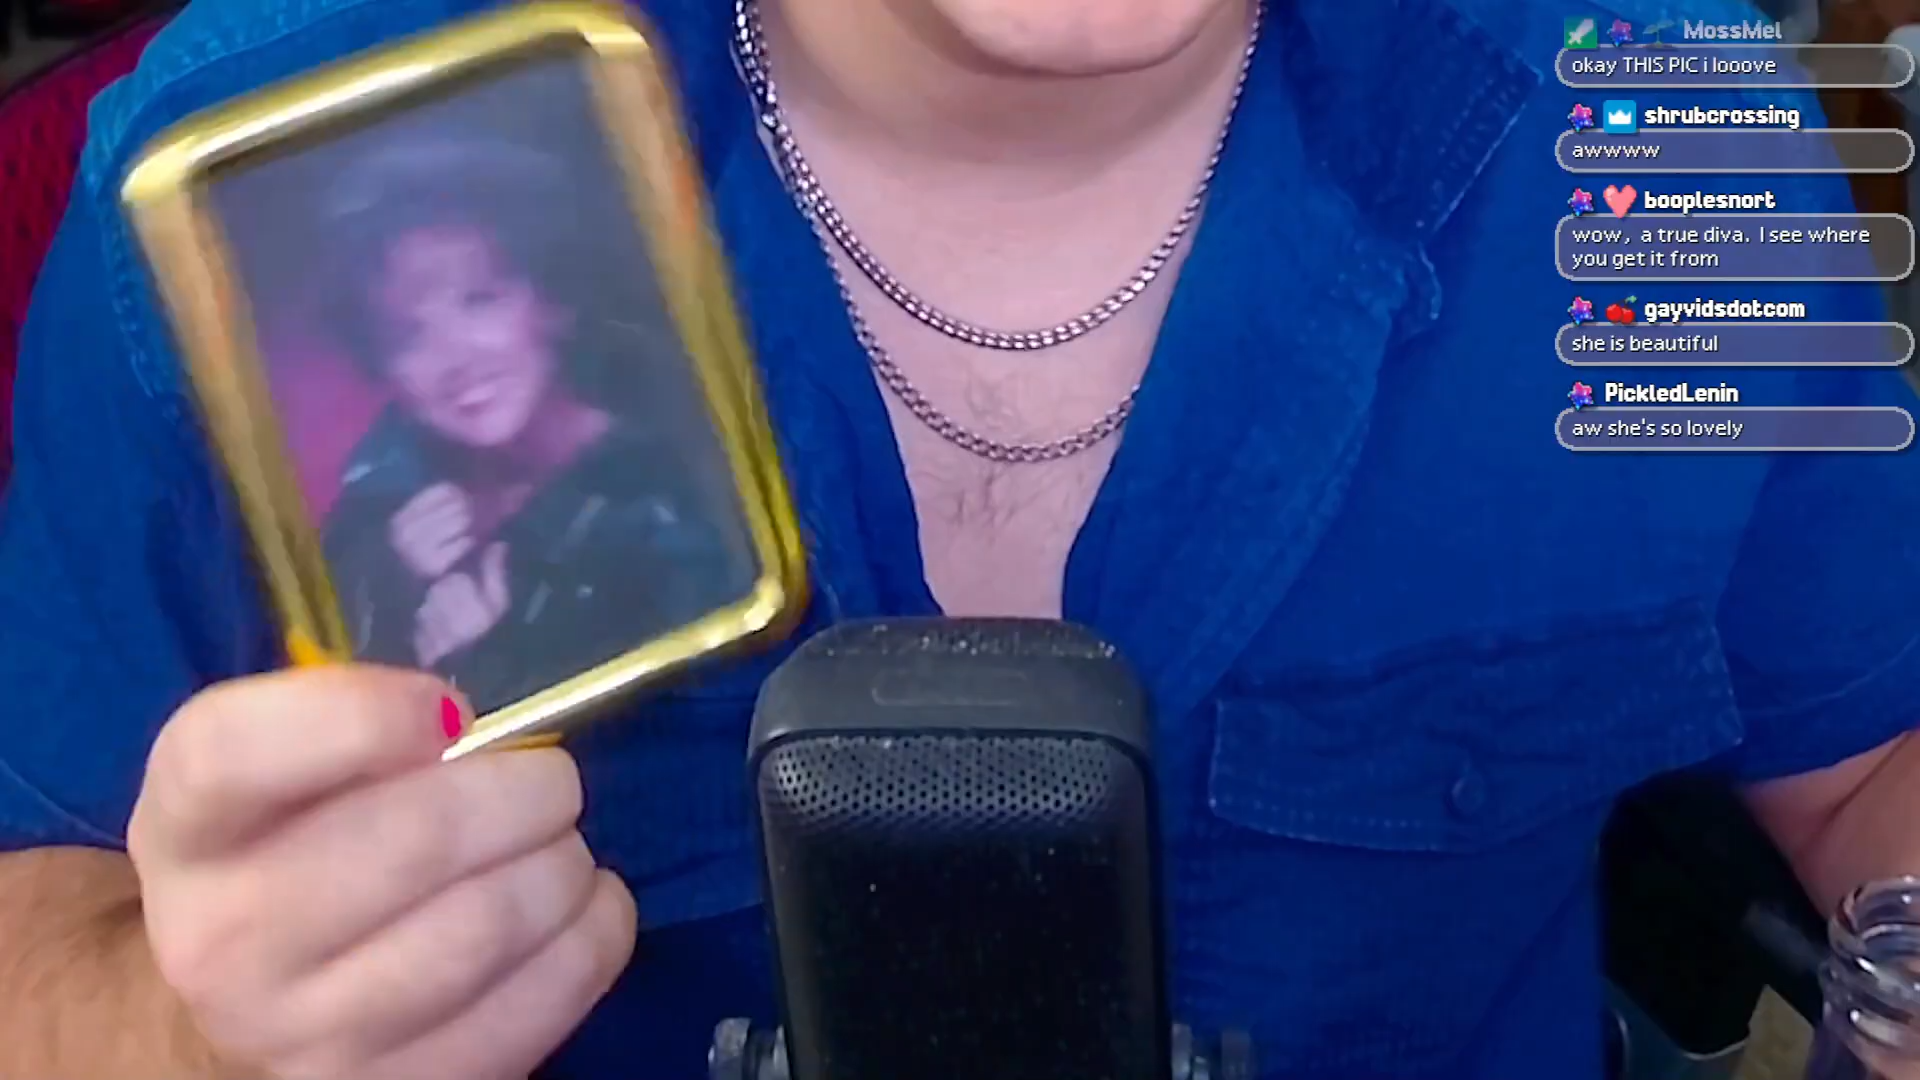 MossMel
okay THIS PIC i looove
shrubcrossing
awwww
booplesnort
wow, a true diva. I see where
you get it from
gayvidsdotcom
she is beautiful
PickledLenin
aw she's so lovely